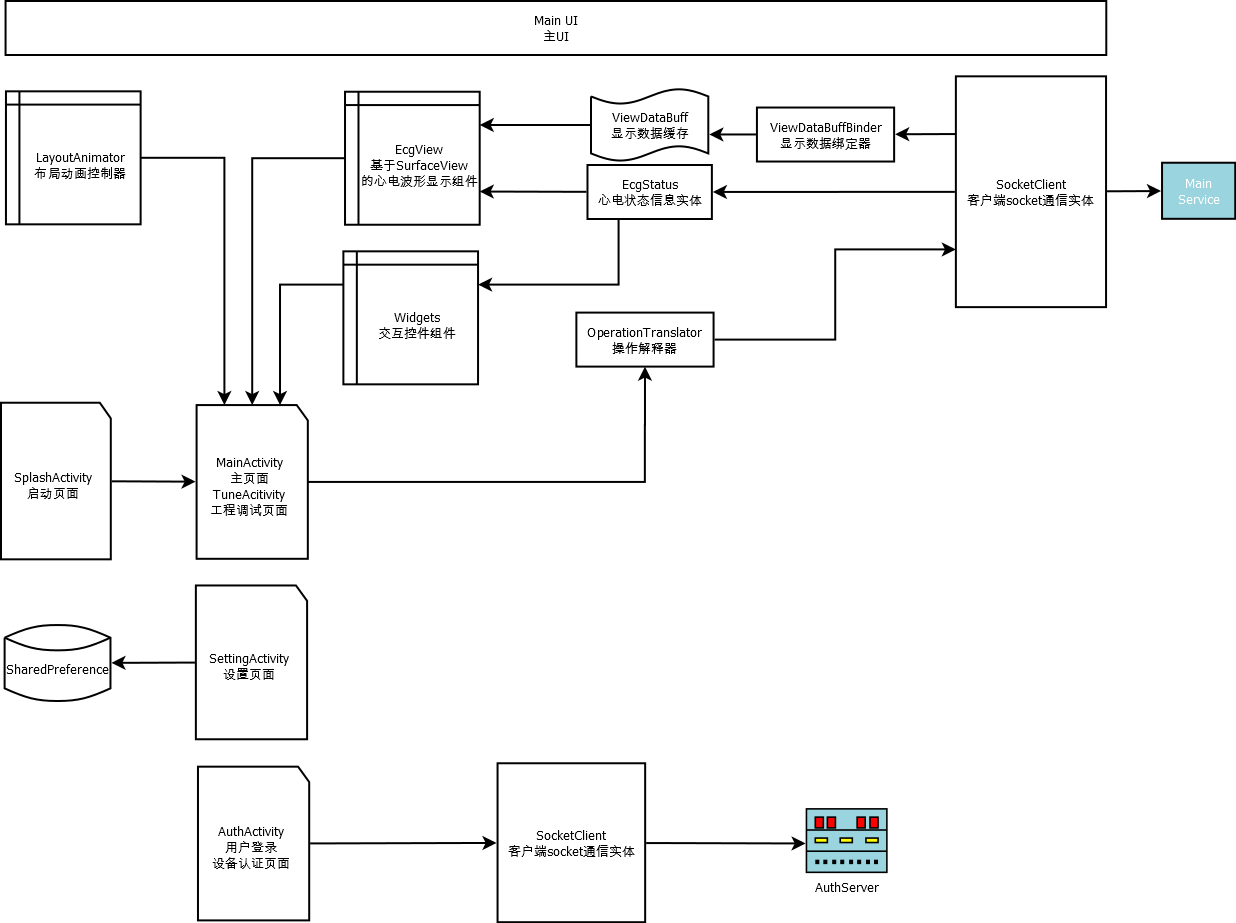 Main UI
主UI
LayoutAnimator
布局动画控制器
EcgView
基于SurfaceView
的心电波形显示组件
ViewDataBuff
显示数据缓存
ViewDataBuffBinder
显示数据绑定器
EcgStatus
心电状态信息实体
SocketClient
客户端socket通信实体
Main
Service
Widgets
交互控件组件
OperationTranslator
操作解释器
SplashActivity
启动页面
MainActivity
主页面
TuneAcitivity
工程调试页面
SharedPreference
SettingActivity
设置页面
AuthActivity
用户登录
设备认证页面
SocketClient
客户端socket通信实体
AuthServer